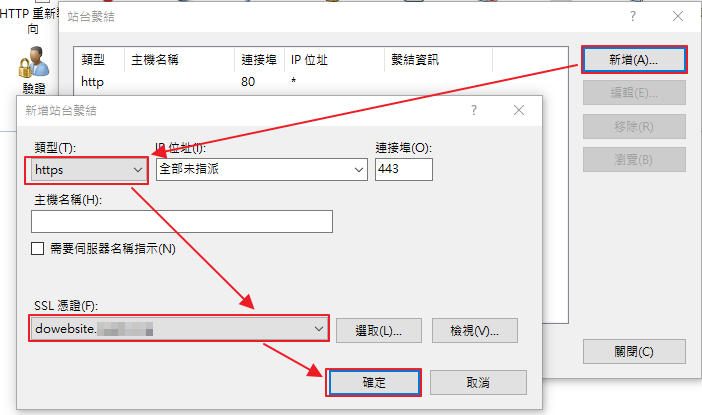 HTTP 重新導
向
驗證
站台繫結
類型 主機名稱 連接埠 IP 位址 繫結資訊
http 80 *
新增(A)...
編輯(E)...
移除(R)
瀏覽(B)
關閉(C)
新增站台繫結
類型(T): IP 位址(I): 連接埠(O):
https 全部未指派 443
主機名稱(H):
需要伺服器名稱指示(N)
SSL 憑證(F):
dowebsite.
選取(L)...
檢視(V)...
確定
取消